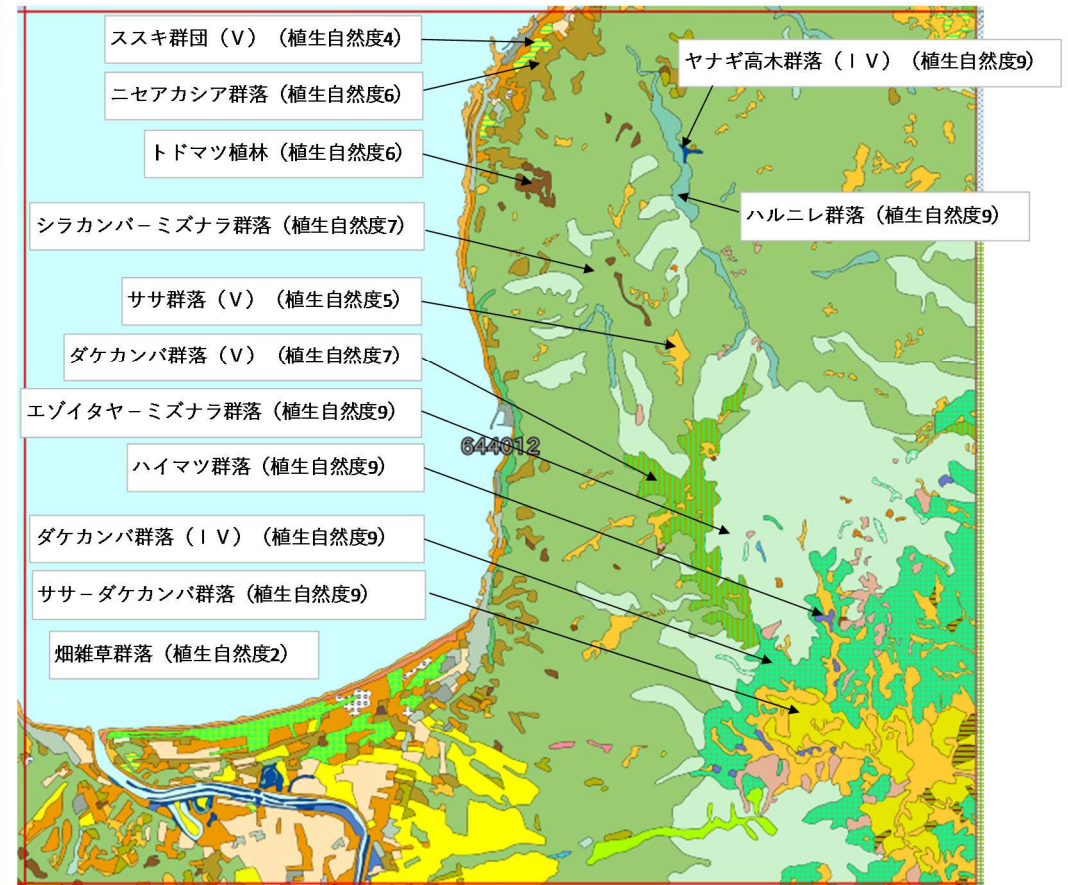 ススキ群団（Ⅴ）（植生自然度4）
ニセアカシア群落（植生自然度6）
トドマツ植林（植生自然度6）
シラカンバ－ミズナラ群落（植生自然度7）
ササ群落（Ⅴ）（植生自然度5）
ダケカンバ群落（Ⅴ）（植生自然度7）
エゾイタヤ－ミズナラ群落（植生自然度9）
ハイマツ群落（植生自然度9）
ダケカンバ群落（ＩＶ）（植生自然度9）
ササ－ダケカンバ群落（植生自然度9）
畑雑草群落（植生自然度2）
ヤナギ高木群落（ＩＶ）（植生自然度9）
ハルニレ群落（植生自然度9）
644012